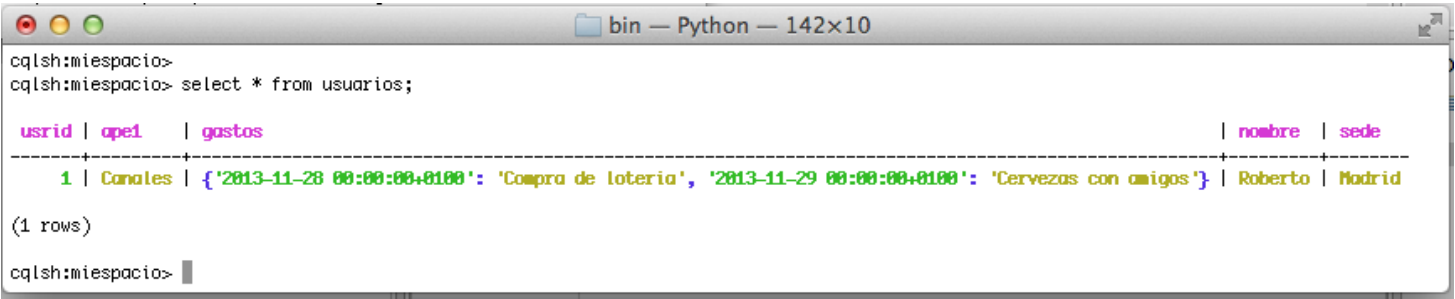 bin — Python — 142×10
cqlsh:miespacio>
cqlsh:miespacio> select * from usuarios;
usrid | ape1 | gastos | nombre | sede
-------+---------+------------------------------------------------------------------------------------------------------+---------+--------
1 | Canales | {'2013-11-28 00:00:00+0100': 'Compra de loteria', '2013-11-29 00:00:00+0100': 'Cervezas con amigos'} | Roberto | Madrid
(1 rows)
cqlsh:miespacio>